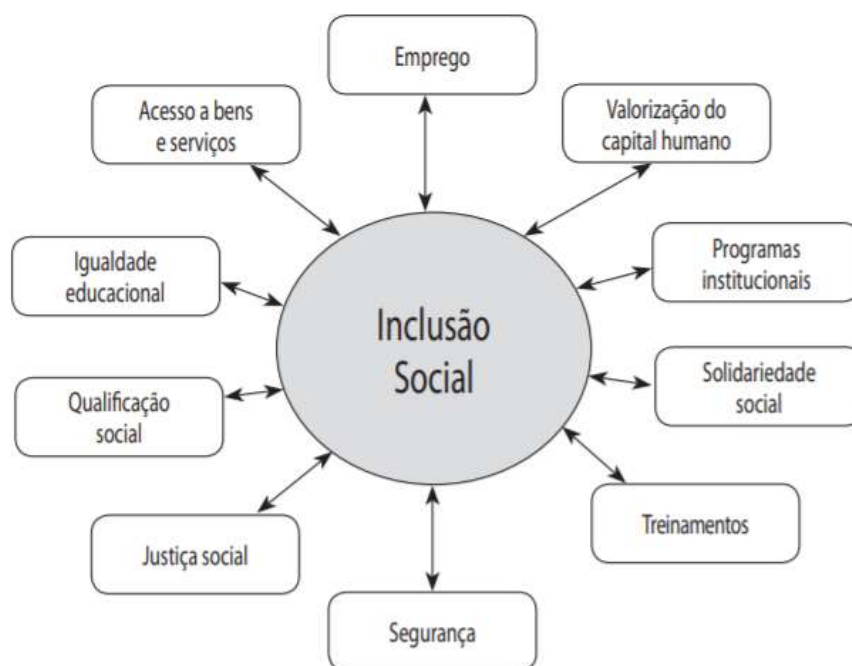 Emprego
Acesso a bens
e serviços
Valorização do
capital humano
Igualdade
educacional
Programas
institucionais
Inclusão
Social
Qualificação
social
Solidariedade
social
Justiça social
Treinamentos
Segurança